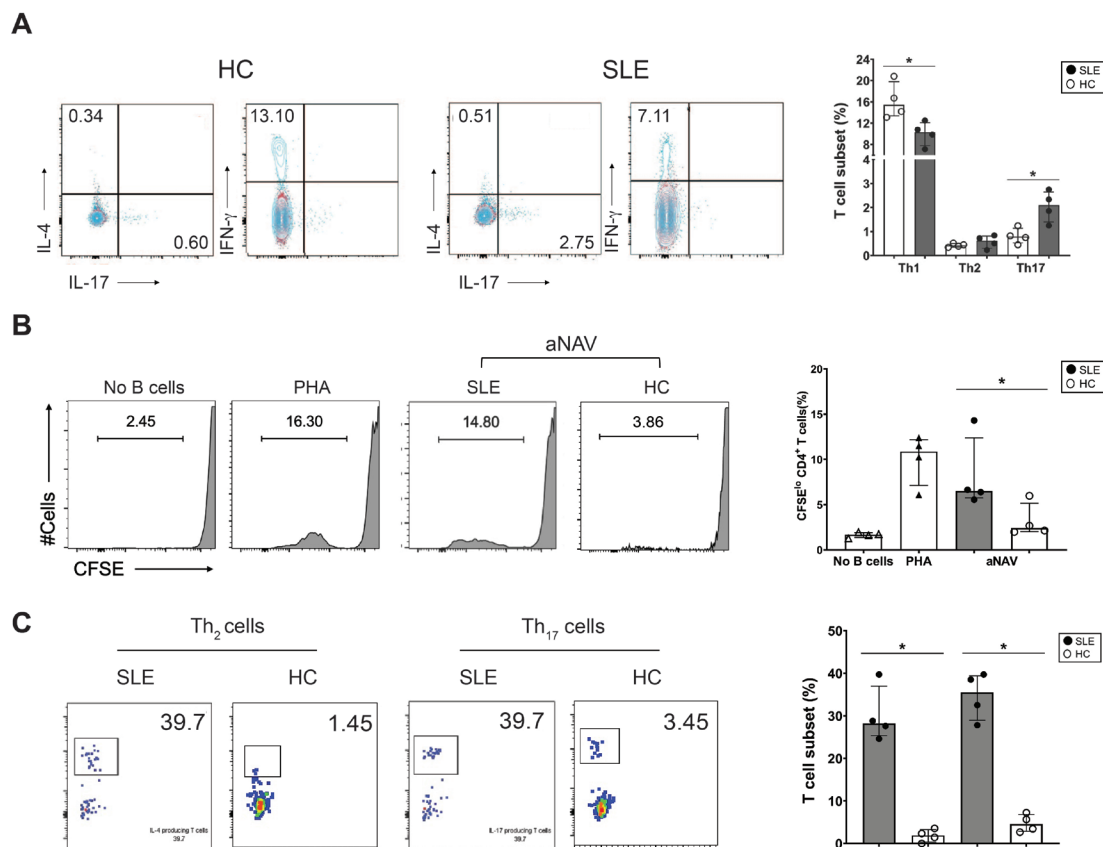 A
HC
SLE
0.34
0.60
IL-4
IL-17
13.10
IFN-γ
0.51
2.75
IL-4
IL-17
7.11
IFN-γ
T cell subset (%)
24
20
16
12
8
4
3
2
1
0
Th1
Th2
Th17
*
*
SLE
HC
B
aNAV
No B cells
PHA
SLE
HC
2.45
16.30
14.80
3.86
#Cells
CFSE
CFSElo CD4+ T cells(%)
20
15
10
5
0
No B cells
PHA
aNAV
*
SLE
HC
C
Th2 cells
Th17 cells
SLE
HC
SLE
HC
39.7
1.45
39.7
3.45
IL-4 producing T cells
39.7
IL-17 producing T cells
39.7
T cell subset (%)
50
40
30
20
10
0
*
*
SLE
HC